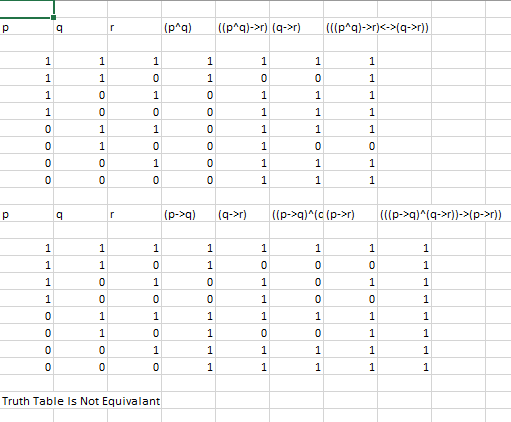 p q r (p^q) ((p^q)->r) (q->r) (((p^q)->r)<->(q->r))
1 1 1 1 1 1 1
1 1 0 1 0 0 1
1 0 1 0 1 1 1
1 0 0 0 1 1 1
0 1 1 0 1 1 1
0 1 0 0 1 0 0
0 0 1 0 1 1 1
0 0 0 0 1 1 1
p q r (p->q) (q->r) ((p->q)^(c (p->r) (((p->q)^(q->r))->(p->r))
1 1 1 1 1 1 1 1
1 1 0 1 0 0 0 1
1 0 1 0 1 0 1 1
1 0 0 0 1 0 0 1
0 1 1 1 1 1 1 1
0 1 0 1 0 0 1 1
0 0 1 1 1 1 1 1
0 0 0 1 1 1 1 1
Truth Table Is Not Equivalant